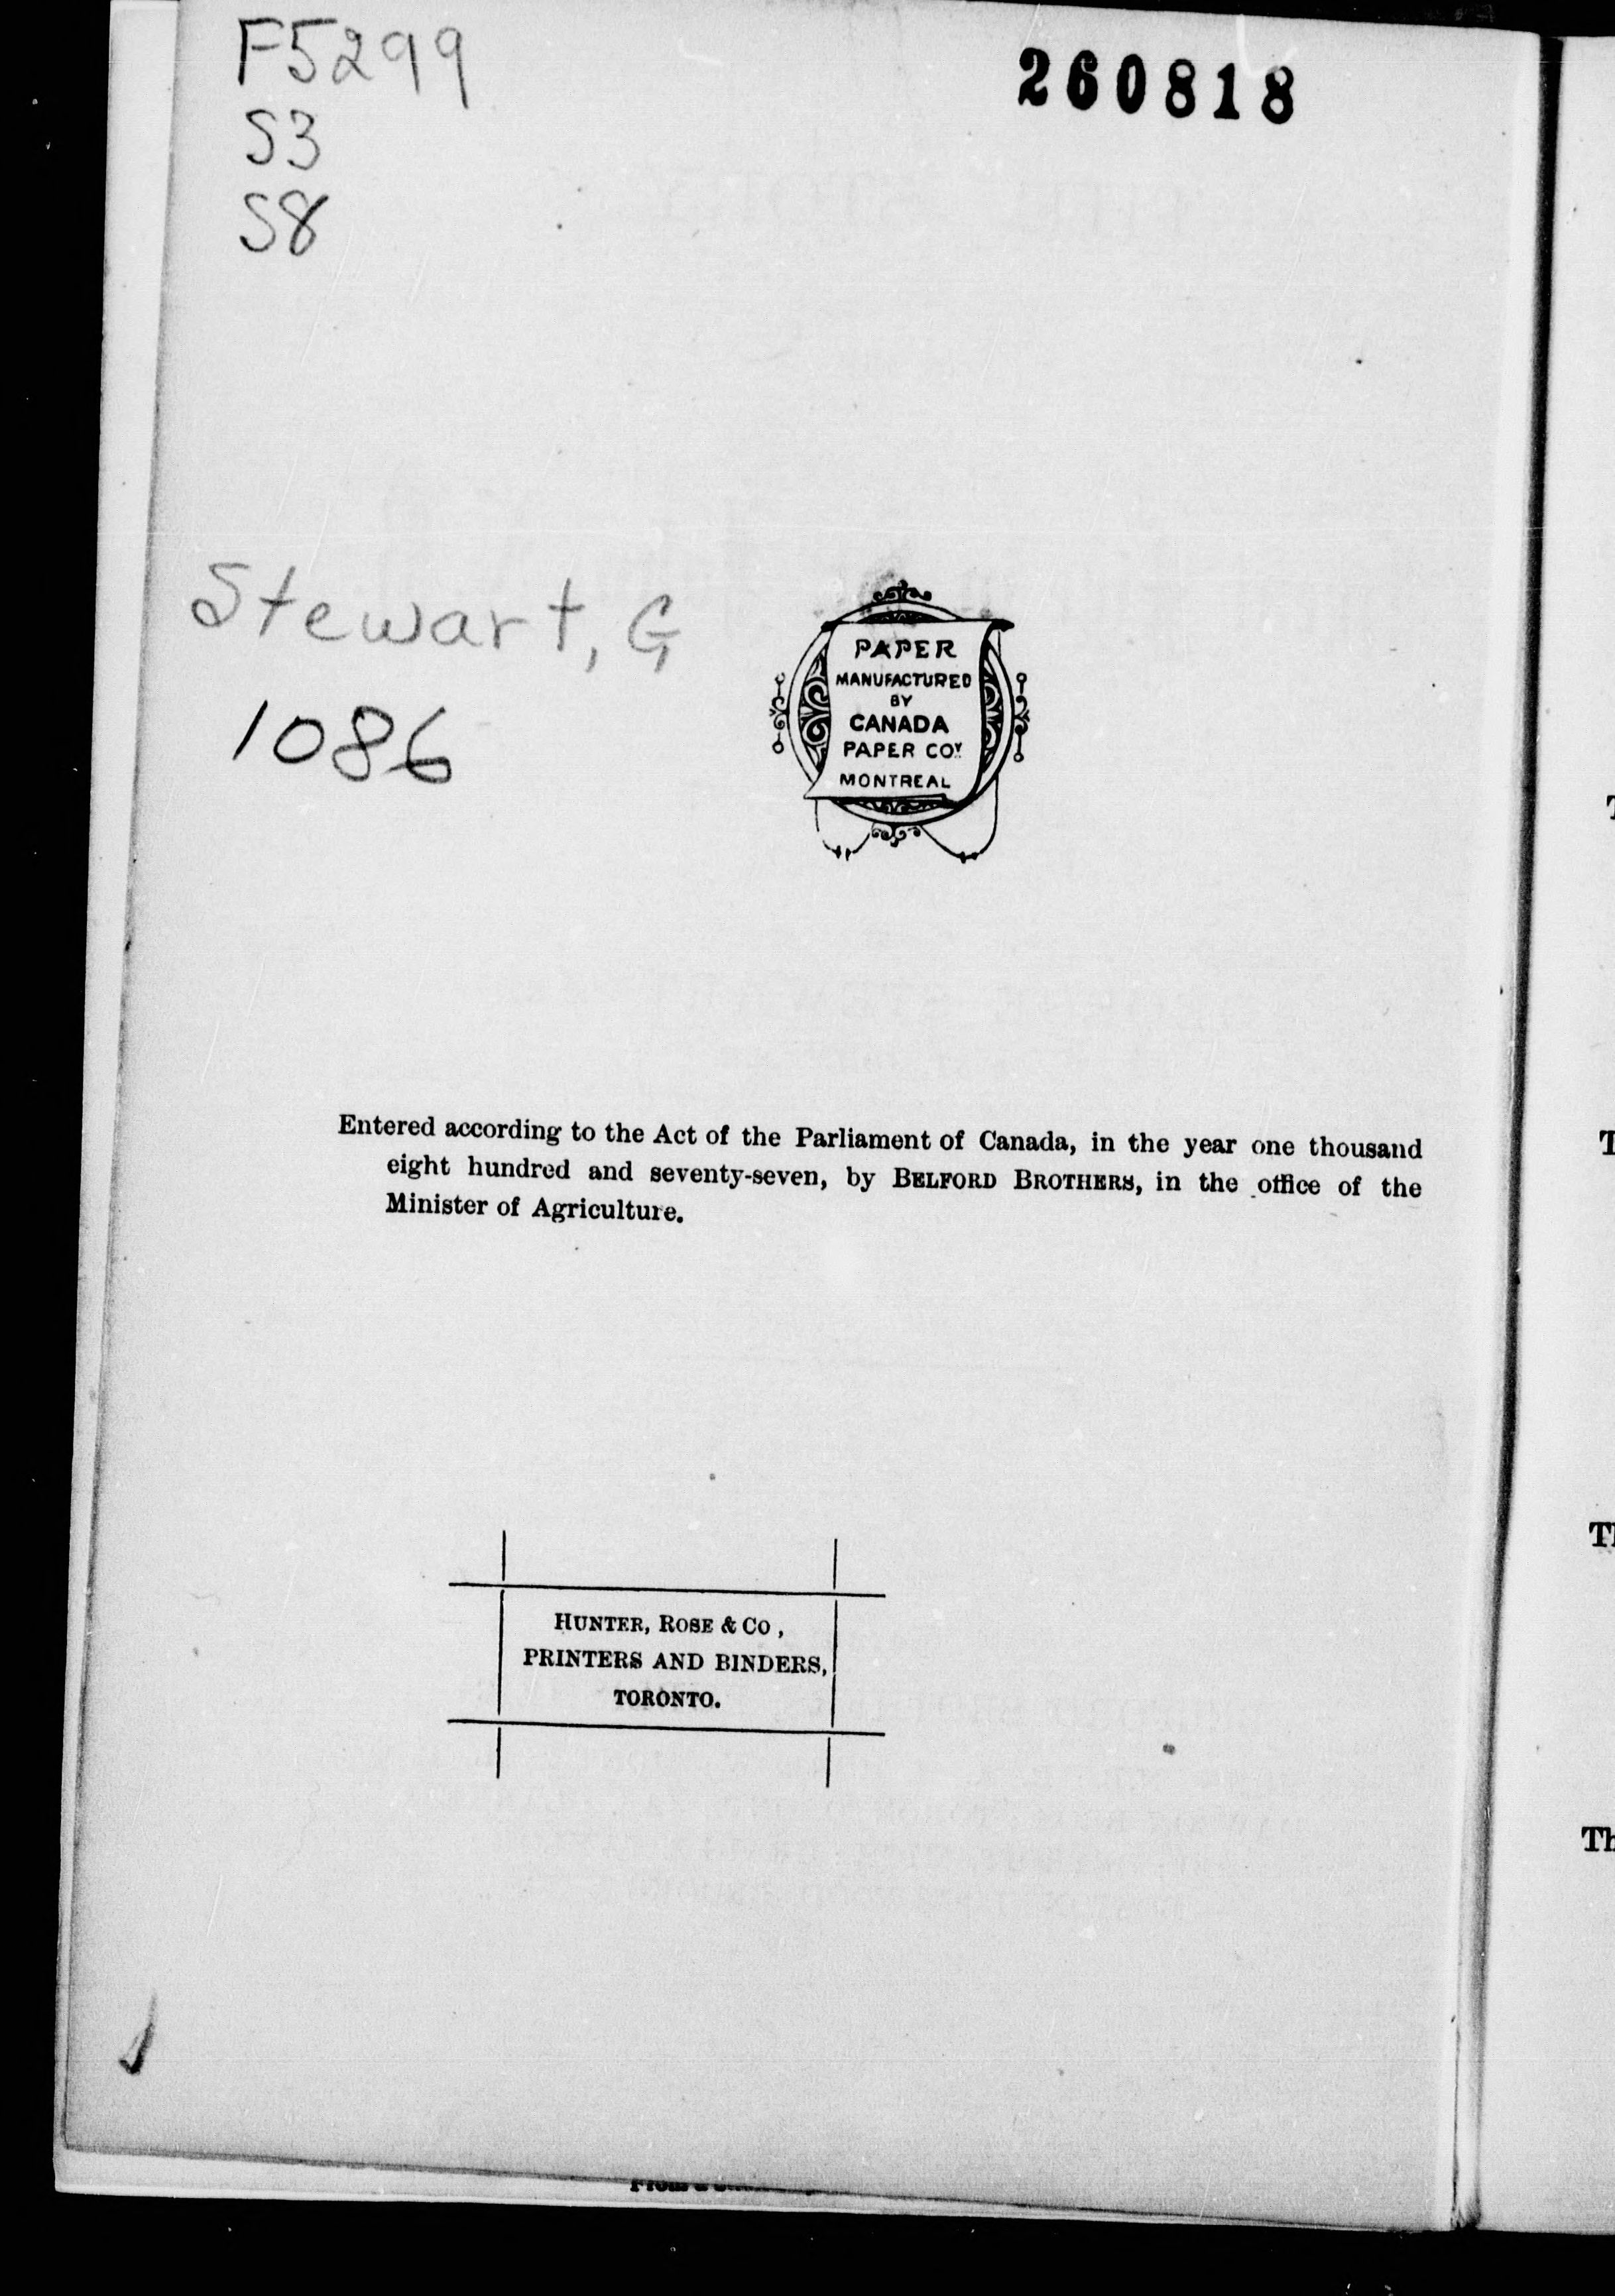 F5299
S3
S8
260818
Stewart, G
1086
PAPER
MANUFACTURED
BY
CANADA
PAPER COY.
MONTREAL
Entered according to the Act of the Parliament of Canada, in the year one thousand
eight hundred and seventy-seven, by BELFORD BROTHERS, in the office of the
Minister of Agriculture.
HUNTER, ROSE & CO,
PRINTERS AND BINDERS,
TORONTO.